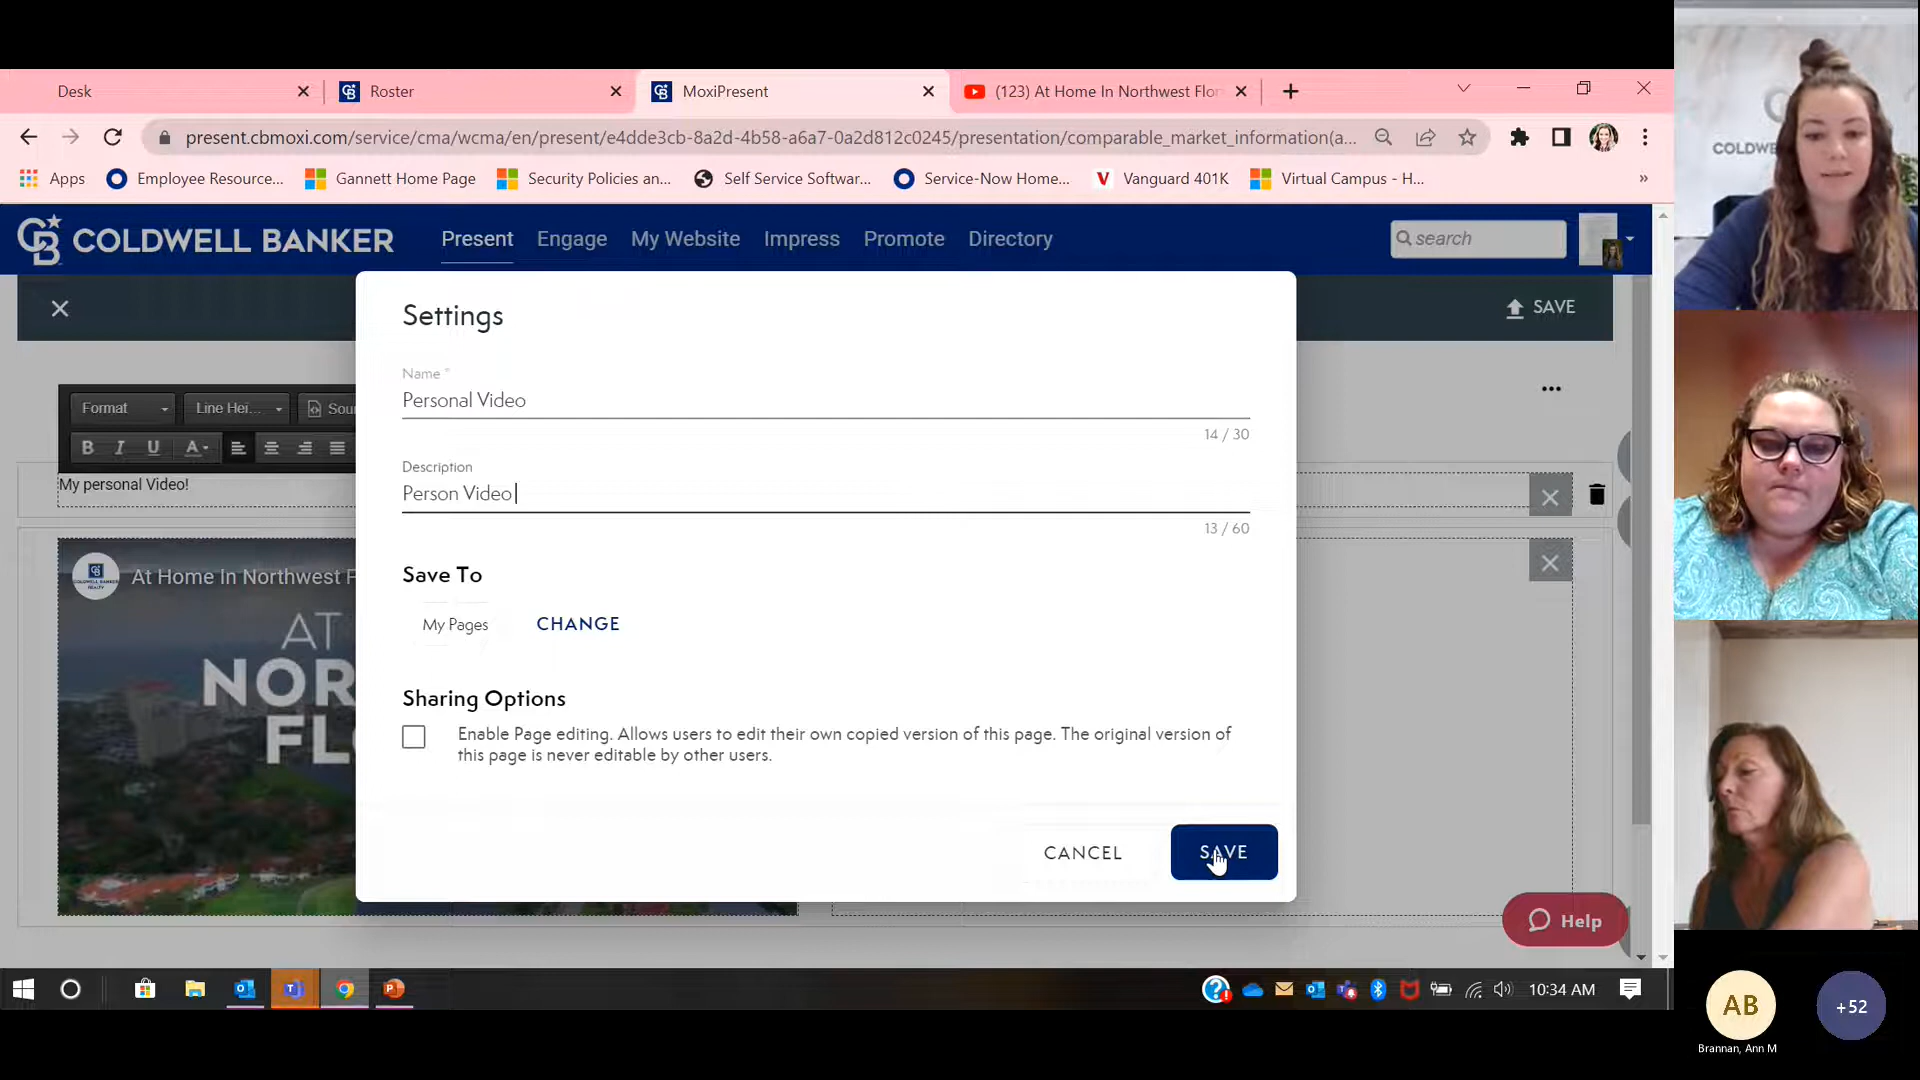 Desk
Roster
MoxiPresent
(123) At Home In Northwest Flor
present.cbmoxi.com/service/cma/wcma/en/present/e4dde3cb-8a2d-4b58-a6a7-0a2d812c0245/presentation/comparable_market_information(a...
Apps
Employee Resource...
Gannett Home Page
Security Policies an...
Self Service Softwar...
Service-Now Home...
Vanguard 401K
Virtual Campus - H...
»
COLDWELL BANKER
Present
Engage
My Website
Impress
Promote
Directory
search
SAVE
Settings
Name *
Personal Video
14 / 30
Description
Person Video
13 / 60
Save To
My Pages
CHANGE
Sharing Options
Enable Page editing. Allows users to edit their own copied version of this page. The original version of
this page is never editable by other users.
CANCEL
SAVE
Format
Line Hei...
Sou
B I U A
My personal Video!
At Home In Northwest F
AT
NOR
FL
Help
10:34 AM
COLDWE
AB
+52
Brannan, Ann M